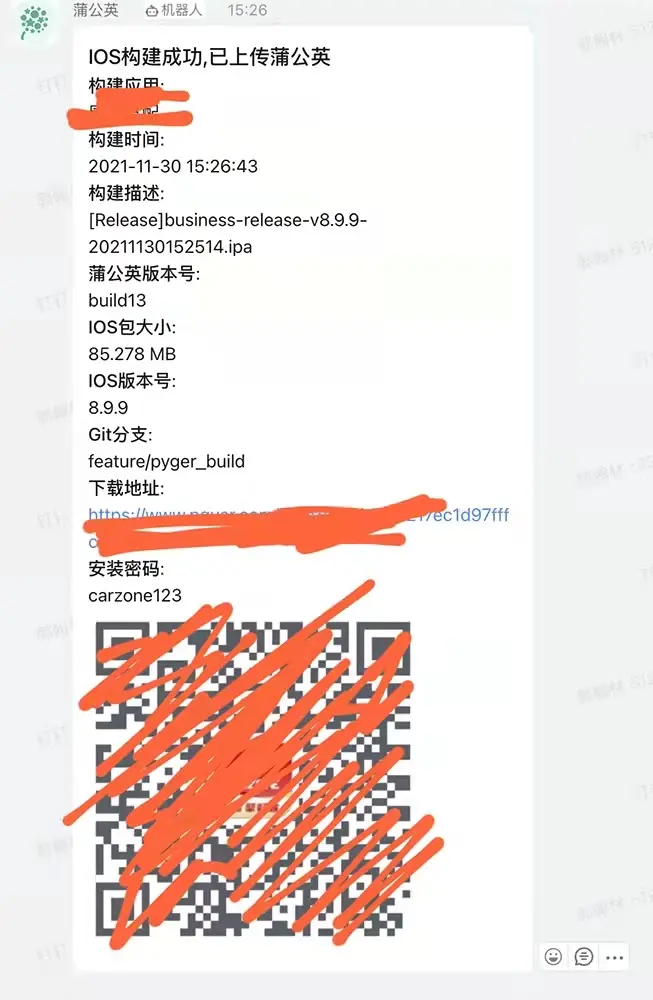 蒲公英 机器人 15:26
IOS构建成功,已上传蒲公英
构建应用:
构建时间:
2021-11-30 15:26:43
构建描述:
[Release]business-release-v8.9.9-
20211130152514.ipa
蒲公英版本号:
build13
IOS包大小:
85.278 MB
IOS版本号:
8.9.9
Git分支:
feature/pyger_build
下载地址:
https://www.pgyer.com 217ec1d97fff
安装密码:
carzone123